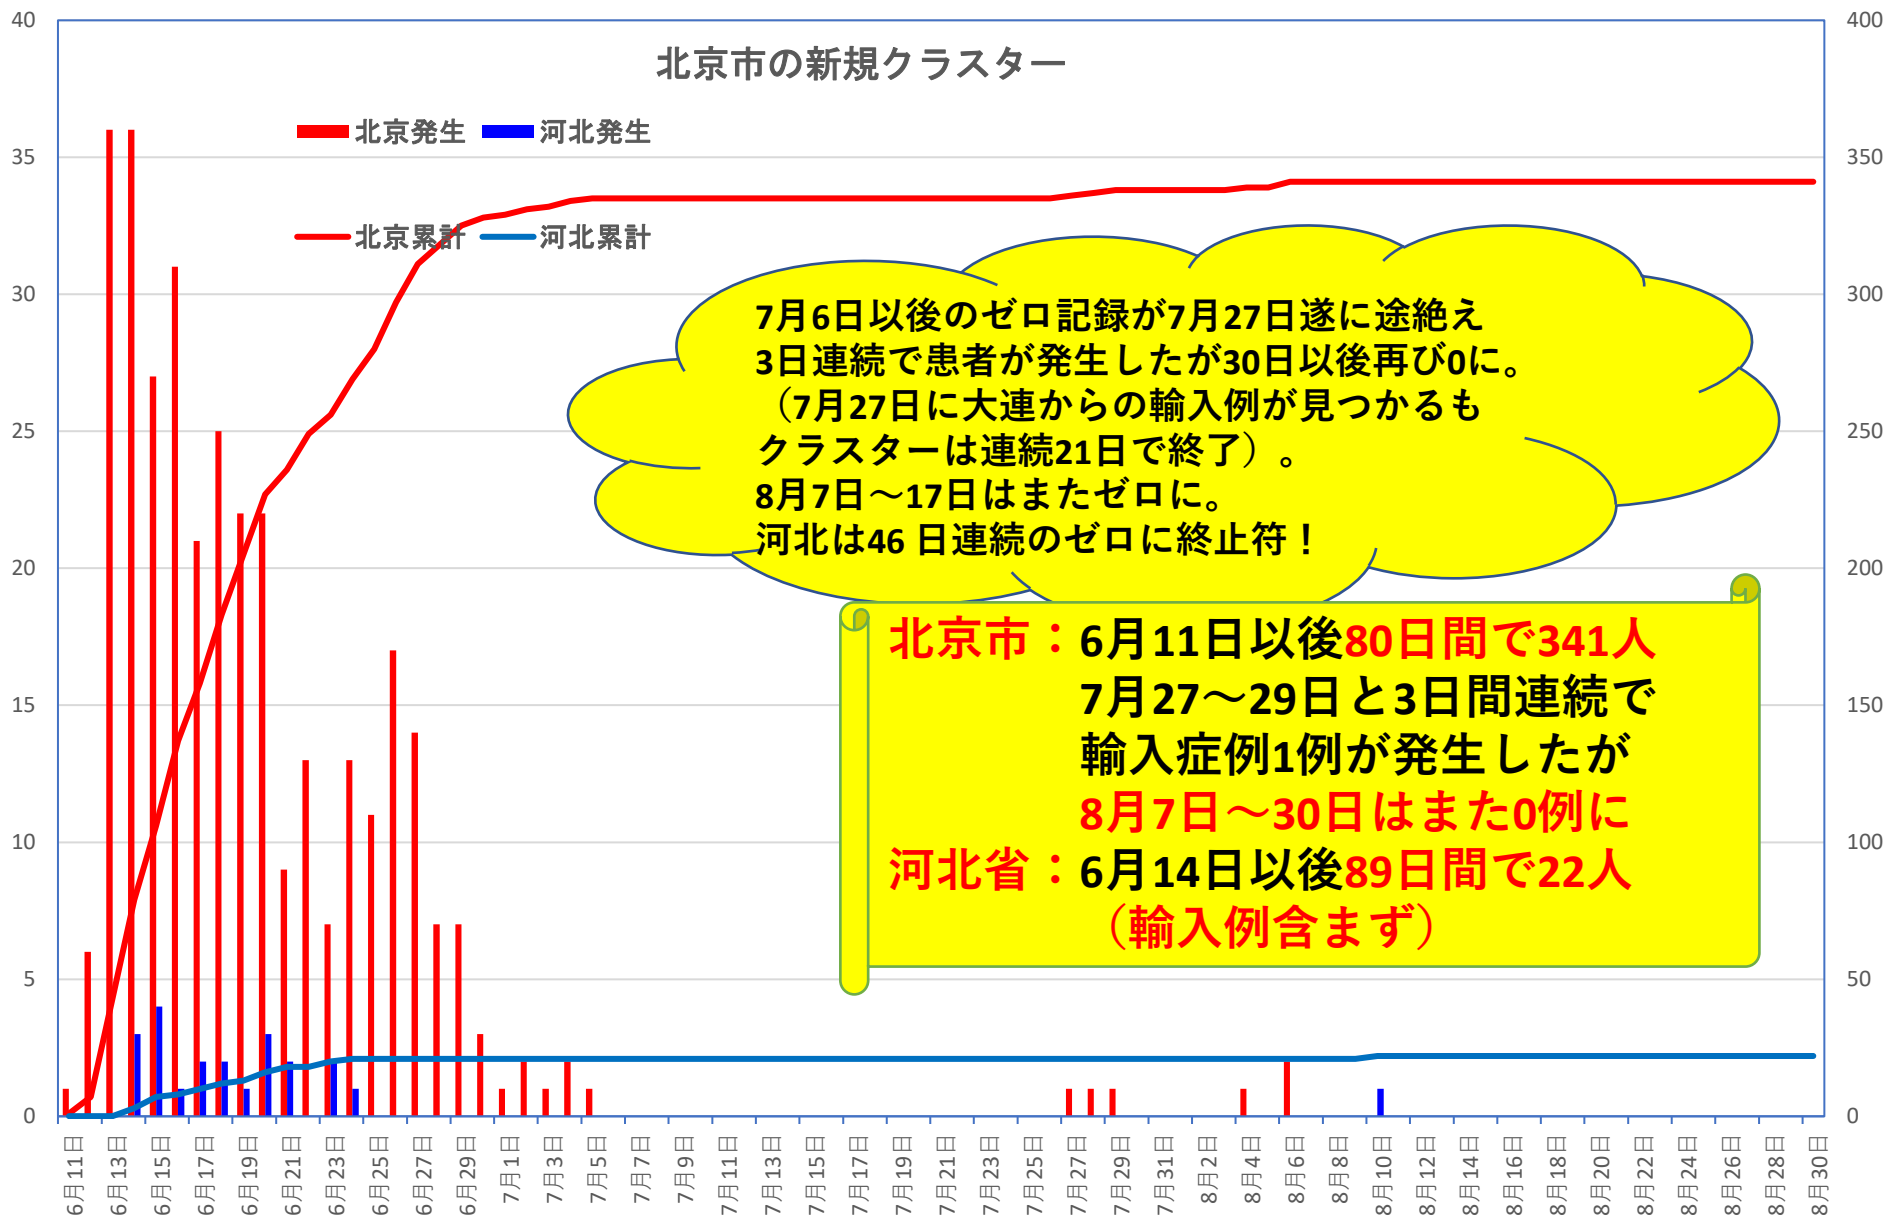 北京市の新規クラスター
北京発生
河北発生
北京累計
河北累計
40
35
30
25
20
15
10
5
0
400
350
300
250
200
150
100
50
0
7月6日以後のゼロ記録が7月27日遂に途絶え
3日連続で患者が発生したが30日以後再び0に。
（7月27日に大連からの輸入例が見つかるも
クラスターは連続21日で終了）。
8月7日～17日はまたゼロに。
河北は46 日連続のゼロに終止符！
北京市：6月11日以後80日間で341人
7月27～29日と3日間連続で
輸入症例1例が発生したが
8月7日～30日はまた0例に
河北省：6月14日以後89日間で22人
（輸入例含まず）
6月11日
6月13日
6月15日
6月17日
6月19日
6月21日
6月23日
6月25日
6月27日
6月29日
7月1日
7月3日
7月5日
7月7日
7月9日
7月11日
7月13日
7月15日
7月17日
7月19日
7月21日
7月23日
7月25日
7月27日
7月29日
7月31日
8月2日
8月4日
8月6日
8月8日
8月10日
8月12日
8月14日
8月16日
8月18日
8月20日
8月22日
8月24日
8月26日
8月28日
8月30日